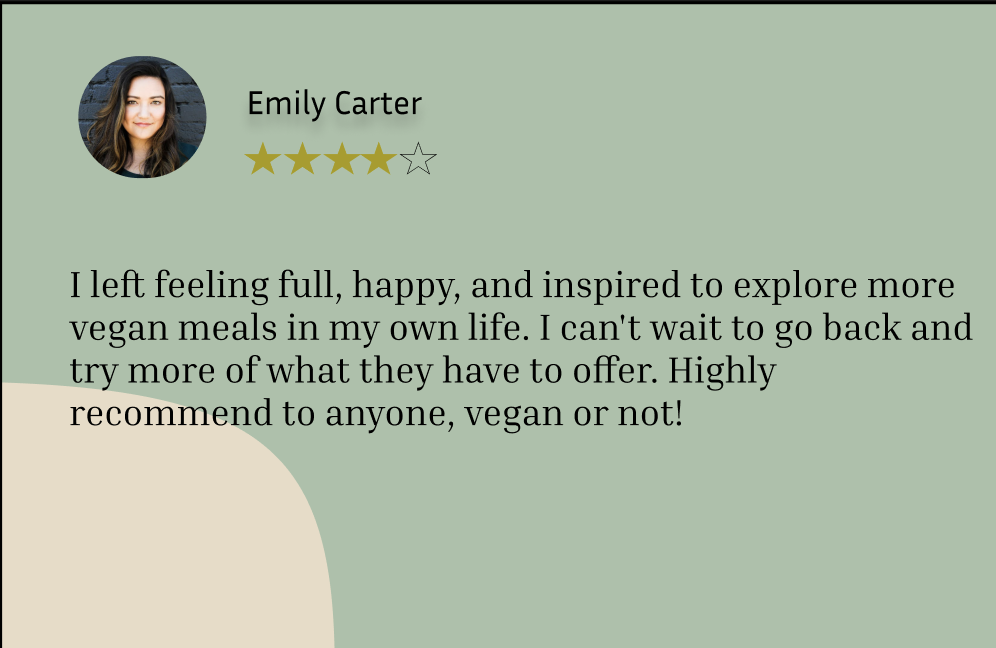 Emily Carter
I left feeling full, happy, and inspired to explore more
vegan meals in my own life. I can't wait to go back and
try more of what they have to offer. Highly
recommend to anyone, vegan or not!